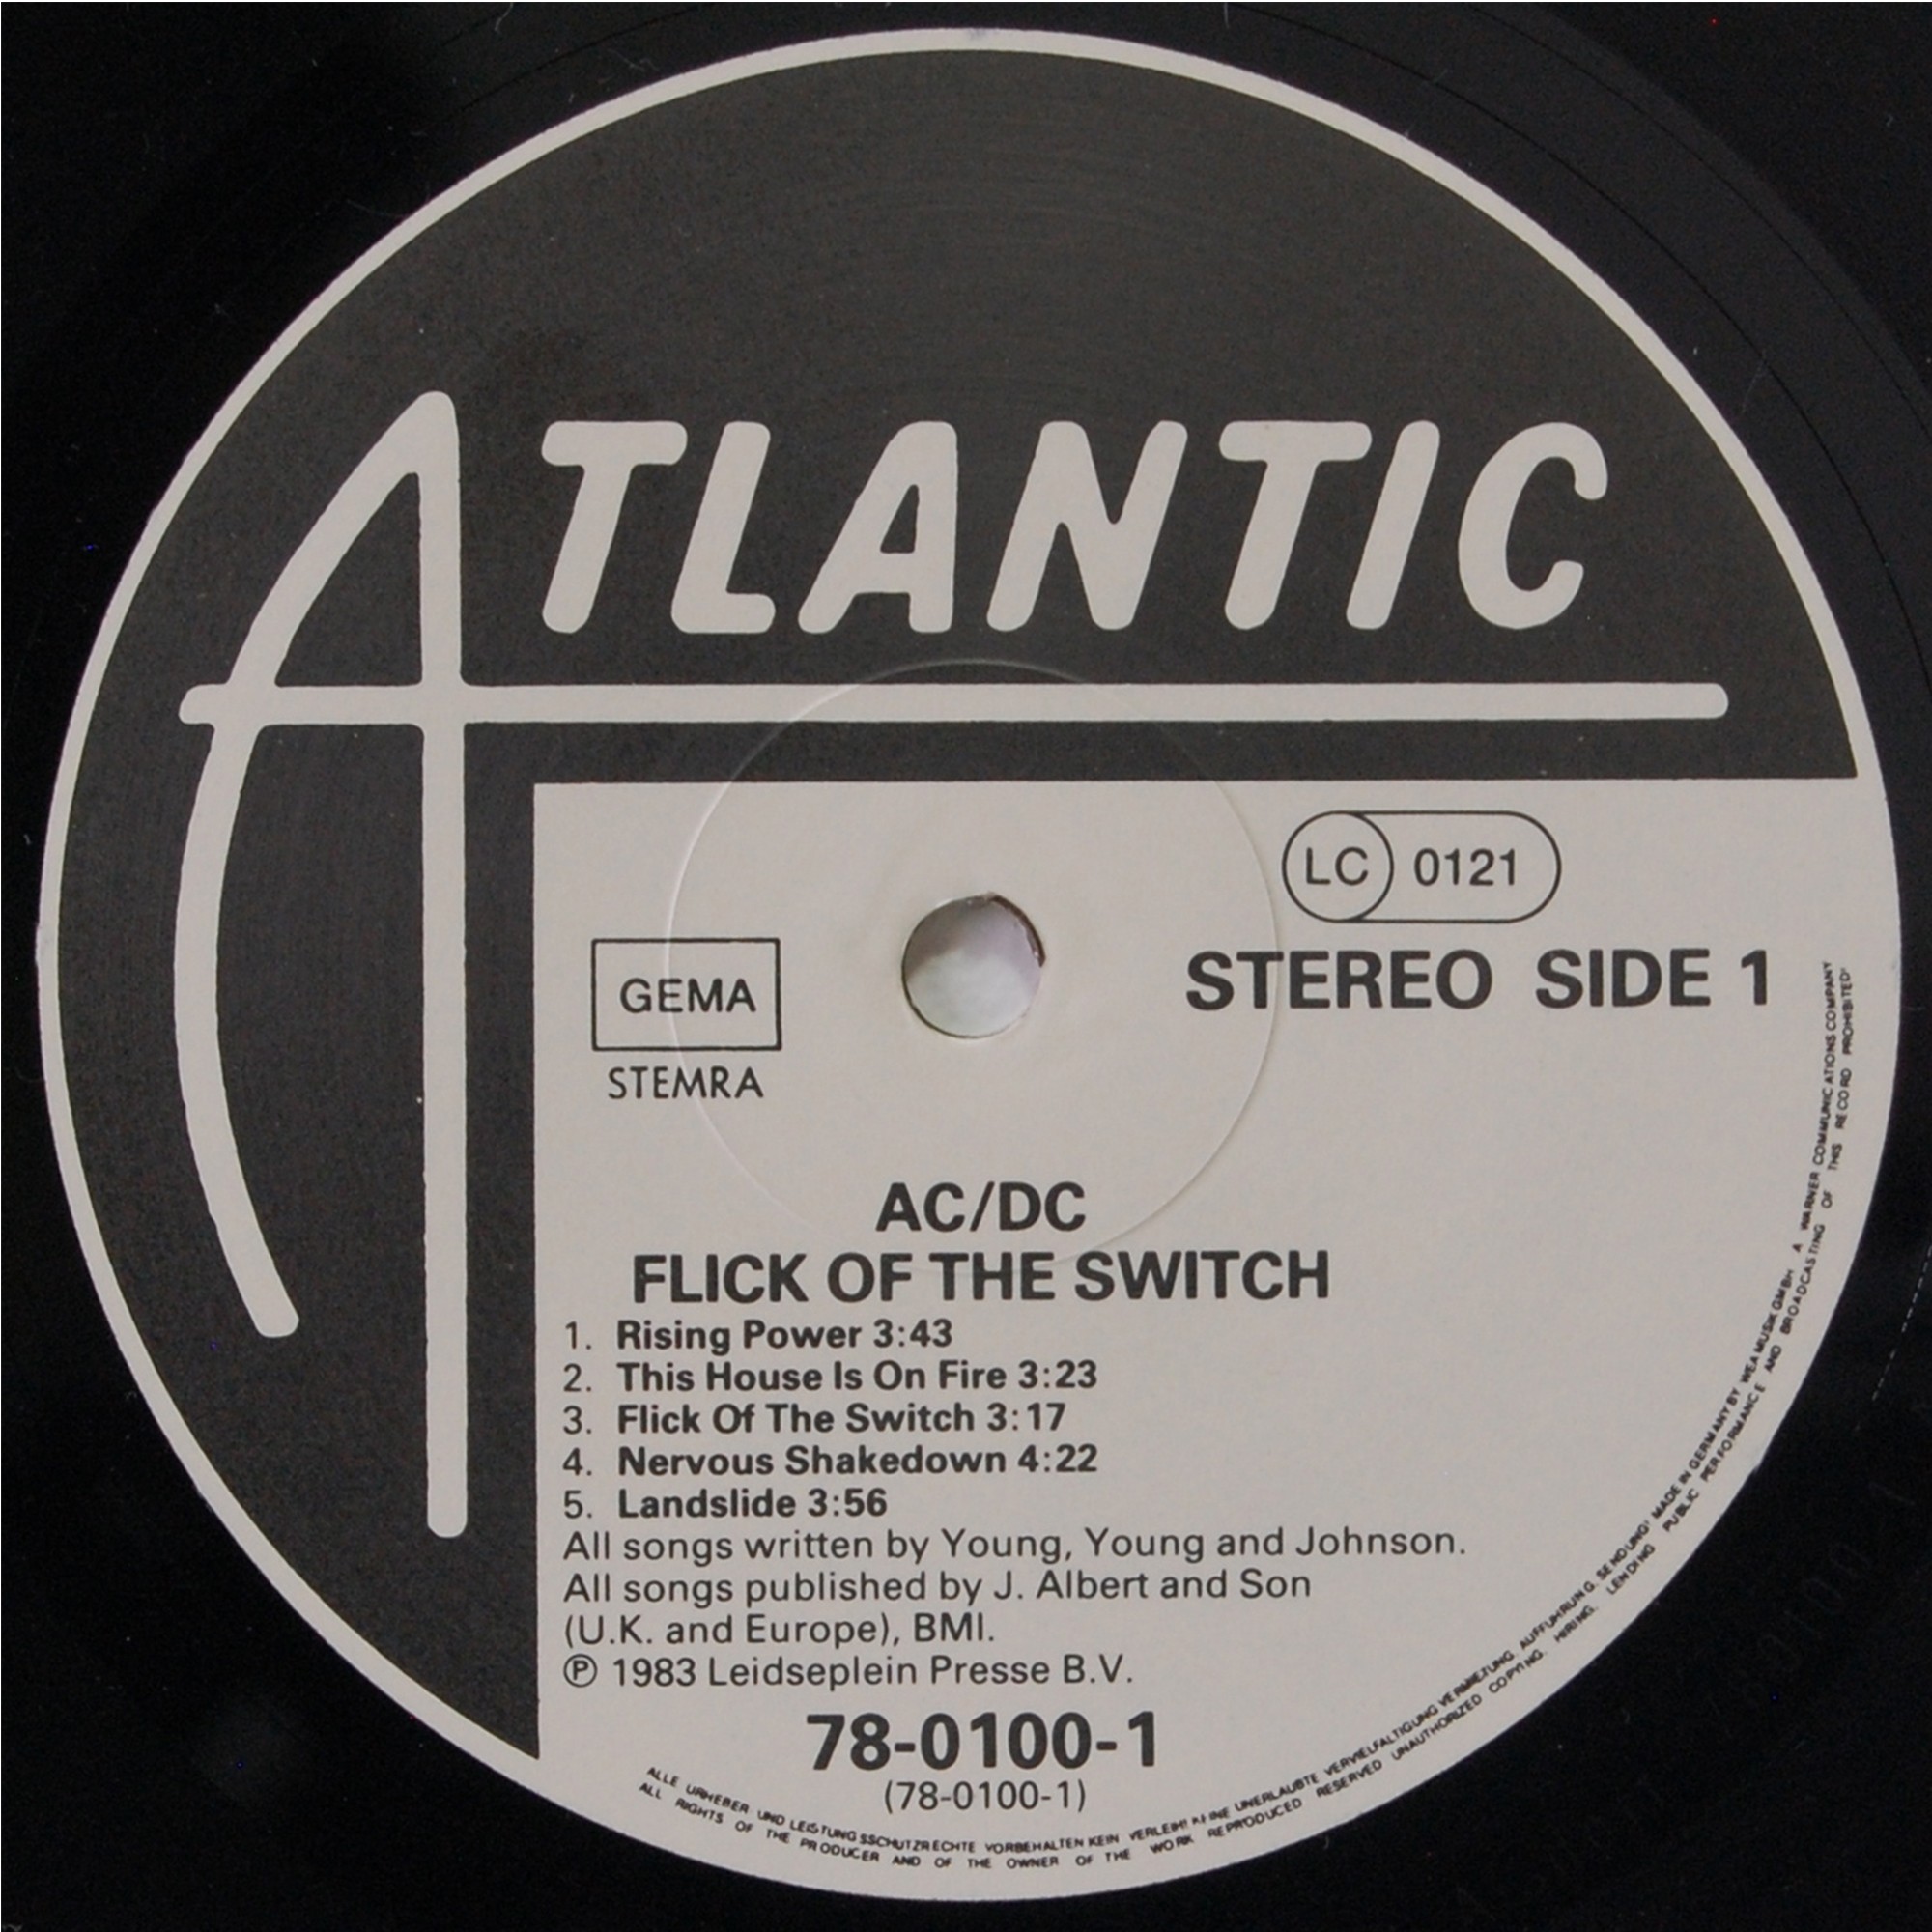 ATLANTIC
LC 0121
GEMA
STEMRA
STEREO SIDE 1
AC/DC
FLICK OF THE SWITCH
1. Rising Power 3:43
2. This House Is On Fire 3:23
3. Flick Of The Switch 3:17
4. Nervous Shakedown 4:22
5. Landslide 3:56
All songs written by Young, Young and Johnson.
All songs published by J. Albert and Son
(U.K. and Europe), BMI.
Ⓟ 1983 Leidseplein Presse B.V.
78-0100-1
(78-0100-1)
ALLE URHEBER UND LEISTUNGSSCHUTZRECHTE VORBEHALTEN KEIN VERLEIH! KEINE UNERLAUBTE VERVIELFALTIGUNG VERMIETUNG. AUFFUHRUNG. SENDUNG! MADE IN GERMANY BY WEA MUSIK GMBH A WARNER COMMUNICATIONS COMPANY
ALL RIGHTS OF THE PRODUCER AND OF THE OWNER OF THE WORK REPRODUCED RESERVED UNAUTHORIZED COPYING. HIRING. LENDING PUBLIC PERFORMANCE AND BROADCASTING OF THIS RECORD PROHIBITED